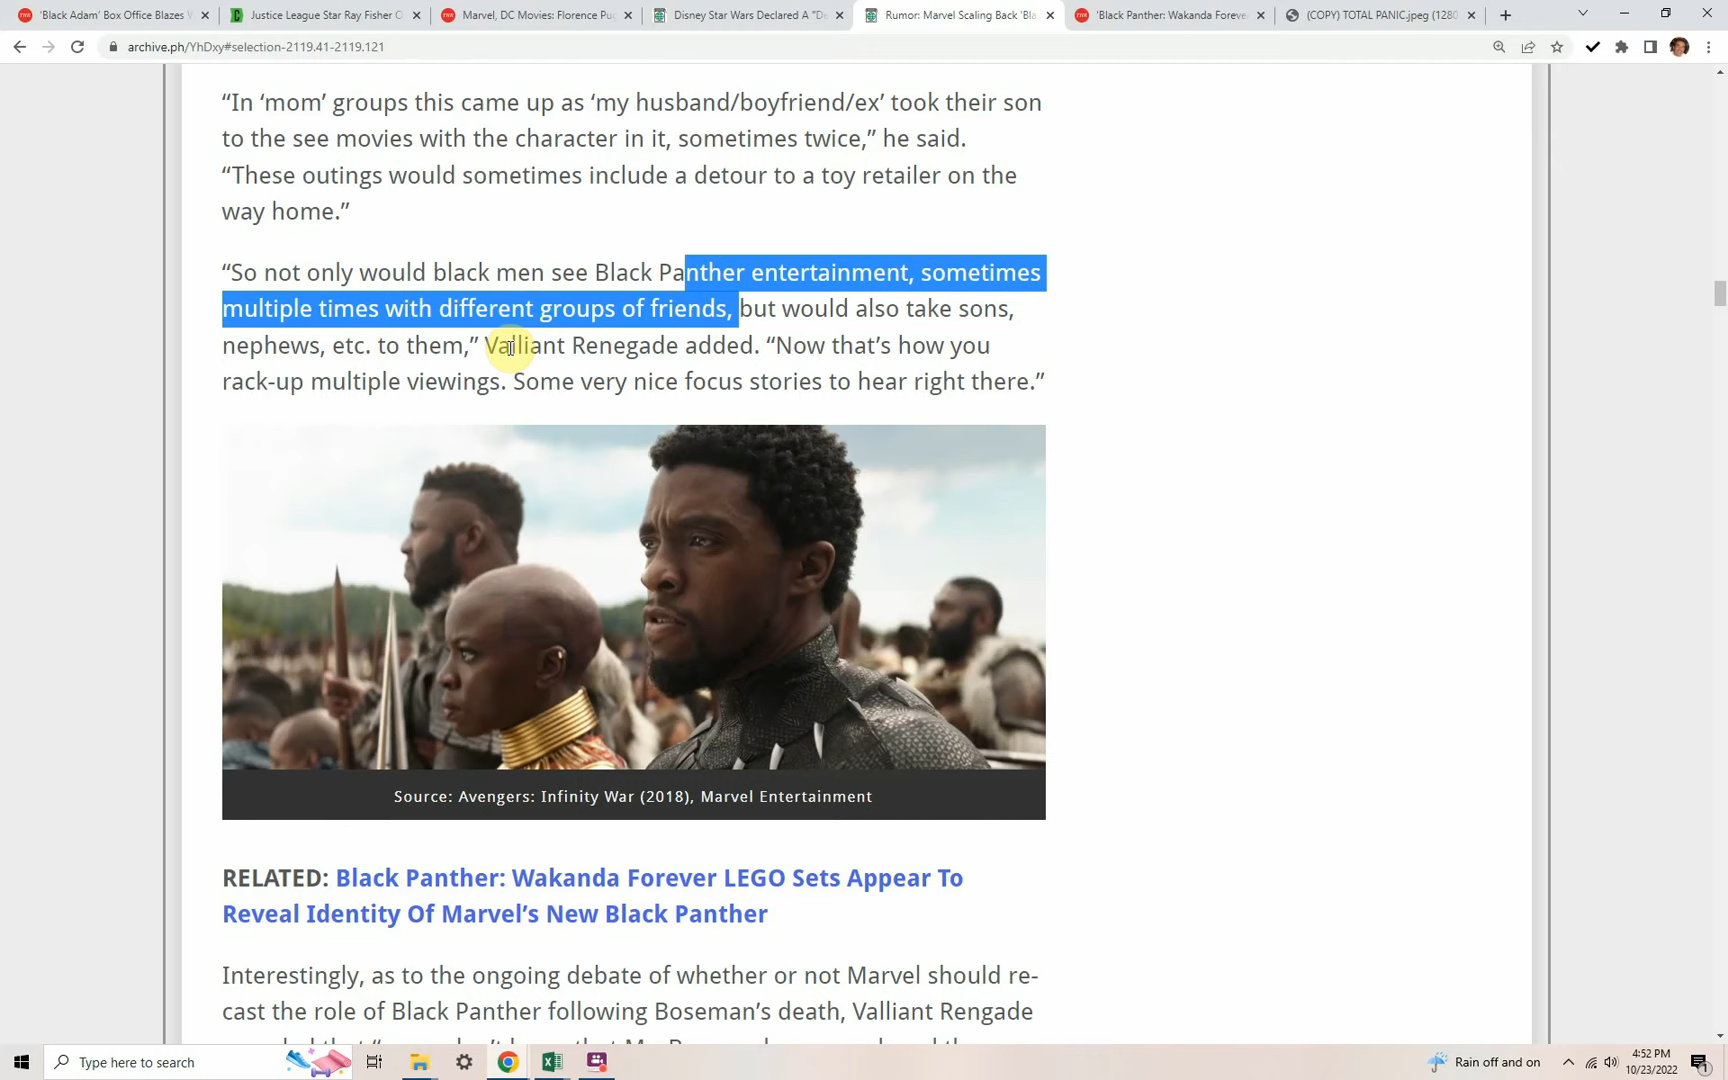 'Black Adam' Box Office Blazes W
Justice League Star Ray Fisher O
Marvel, DC Movies: Florence Pug
Disney Star Wars Declared A "De
Rumor: Marvel Scaling Back 'Bla
'Black Panther: Wakanda Foreve
(COPY) TOTAL PANIC.jpeg (1280
archive.ph/YhDxy#selection-2119.41-2119.121
“In ‘mom’ groups this came up as ‘my husband/boyfriend/ex’ took their son
to the see movies with the character in it, sometimes twice,” he said.
“These outings would sometimes include a detour to a toy retailer on the
way home.”
“So not only would black men see Black Panther entertainment, sometimes
multiple times with different groups of friends, but would also take sons,
nephews, etc. to them,” Valliant Renegade added. “Now that’s how you
rack-up multiple viewings. Some very nice focus stories to hear right there.”
Source: Avengers: Infinity War (2018), Marvel Entertainment
RELATED: Black Panther: Wakanda Forever LEGO Sets Appear To
Reveal Identity Of Marvel’s New Black Panther
Interestingly, as to the ongoing debate of whether or not Marvel should re-
cast the role of Black Panther following Boseman’s death, Valliant Rengade
Type here to search
Rain off and on
4:52 PM
10/23/2022